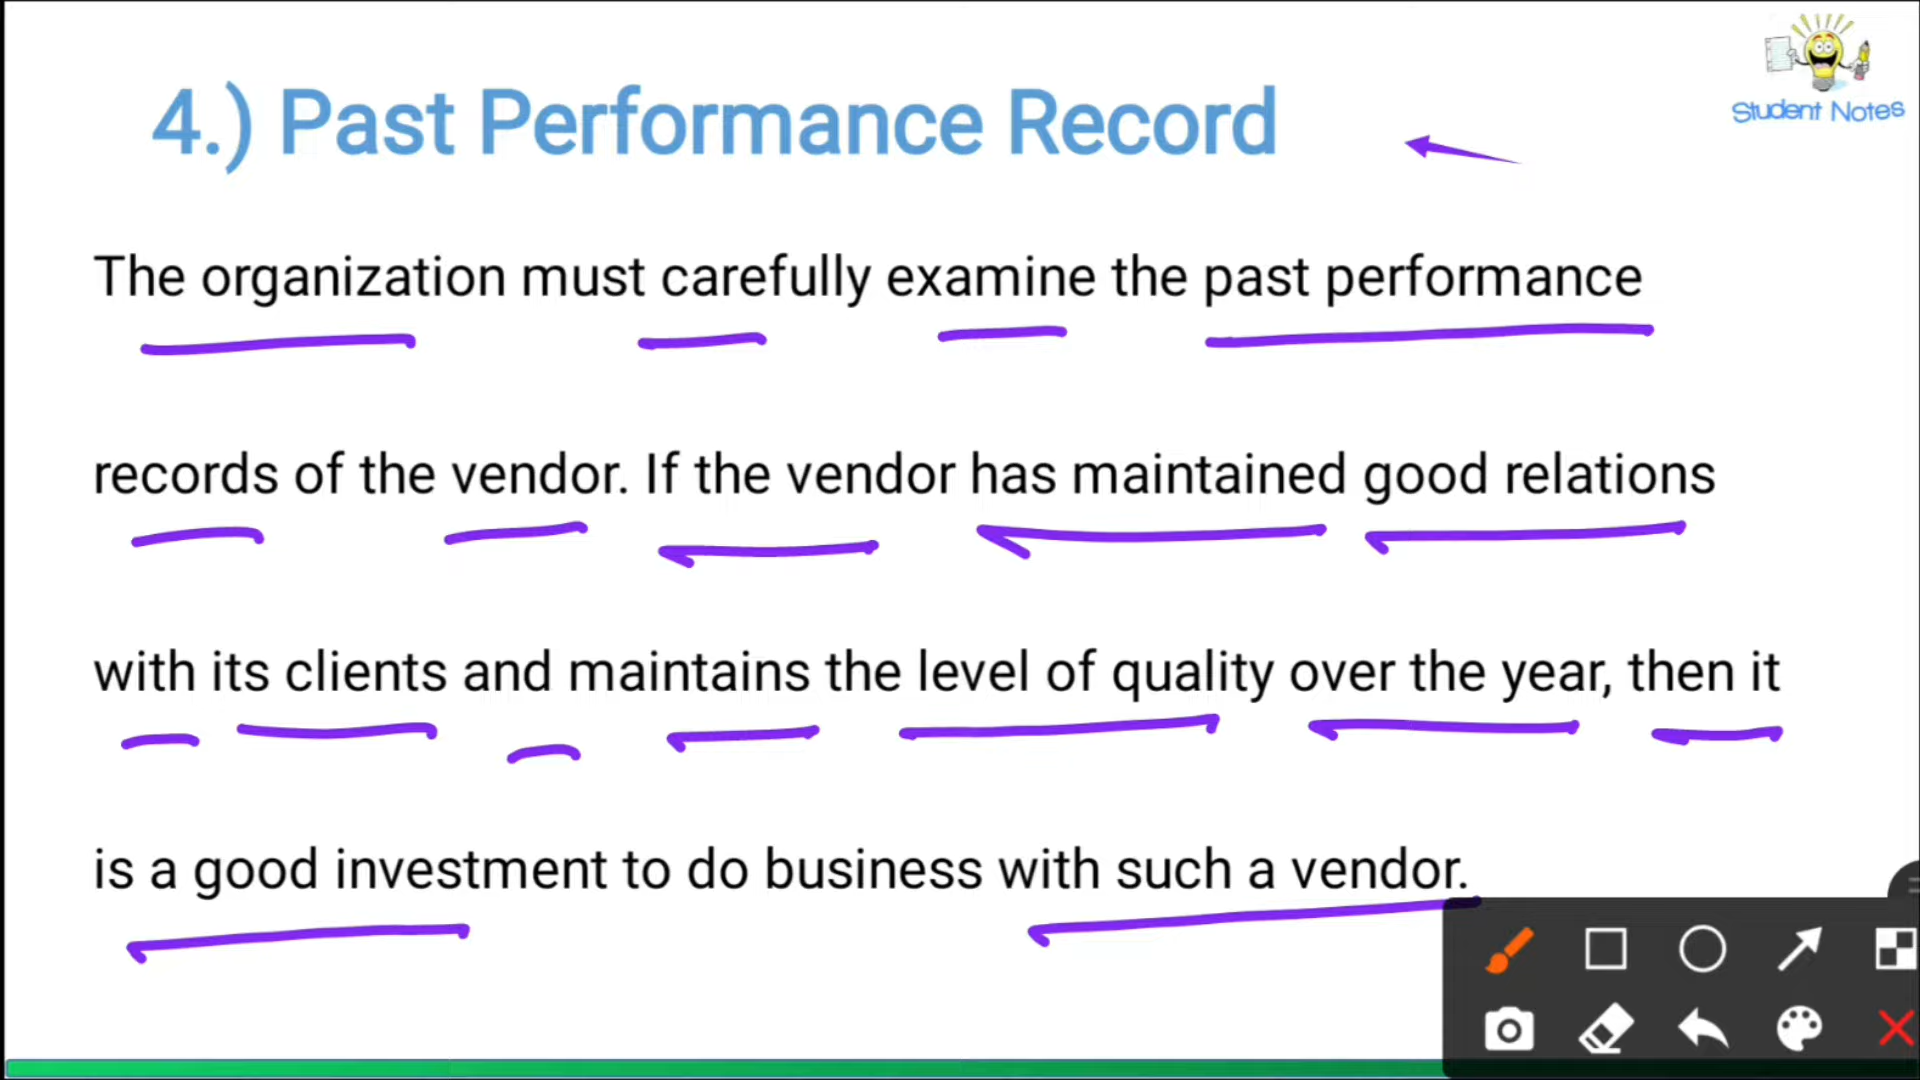 Student Notes
4.) Past Performance Record
The organization must carefully examine the past performance
records of the vendor. If the vendor has maintained good relations
with its clients and maintains the level of quality over the year, then it
is a good investment to do business with such a vendor.